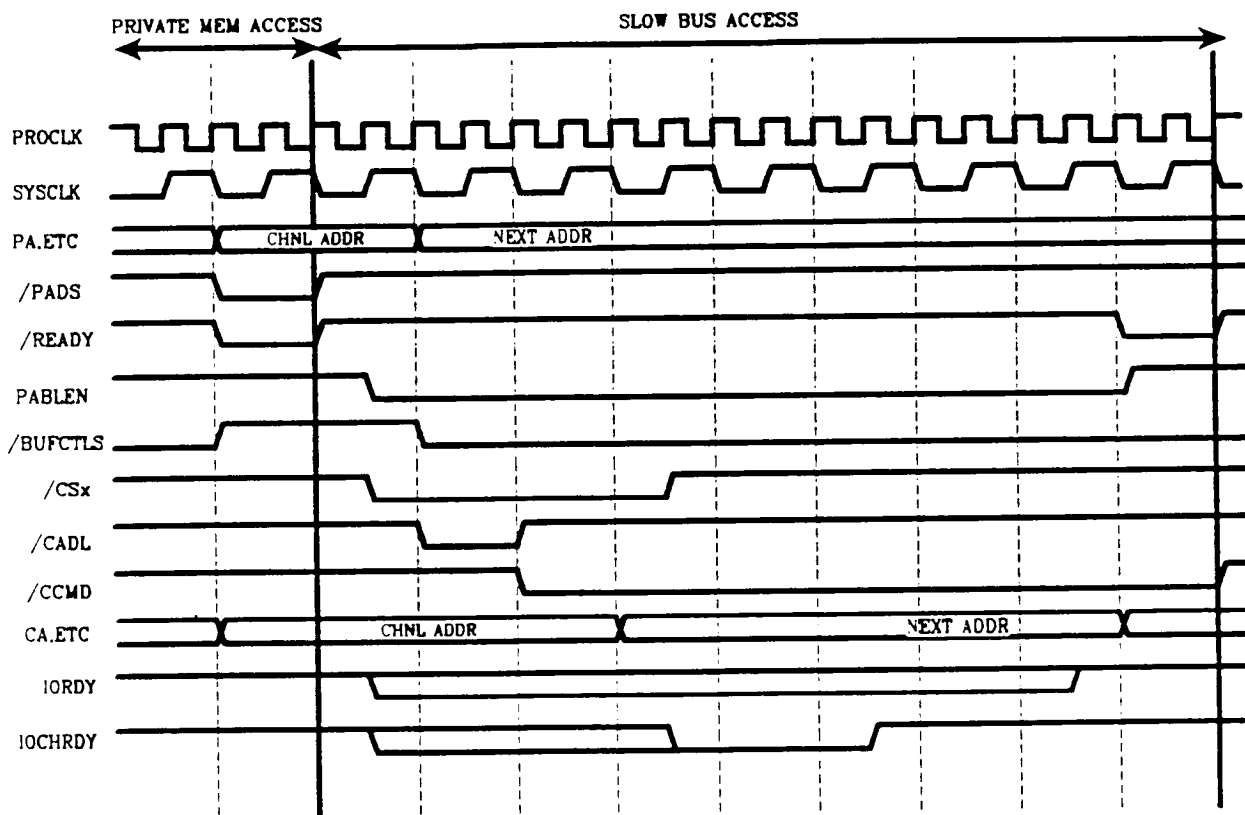 PRIVATE MEM ACCESS SLOW BUS ACCESS
PROCLK
SYSCLK
PA.ETC CHNL ADDR NEXT ADDR
/PADS
/READY
PABLEN
/BUFCTLS
/CSx
/CADL
/CCMD
CA.ETC CHNL ADDR NEXT ADDR
IORDY
IOCHRDY